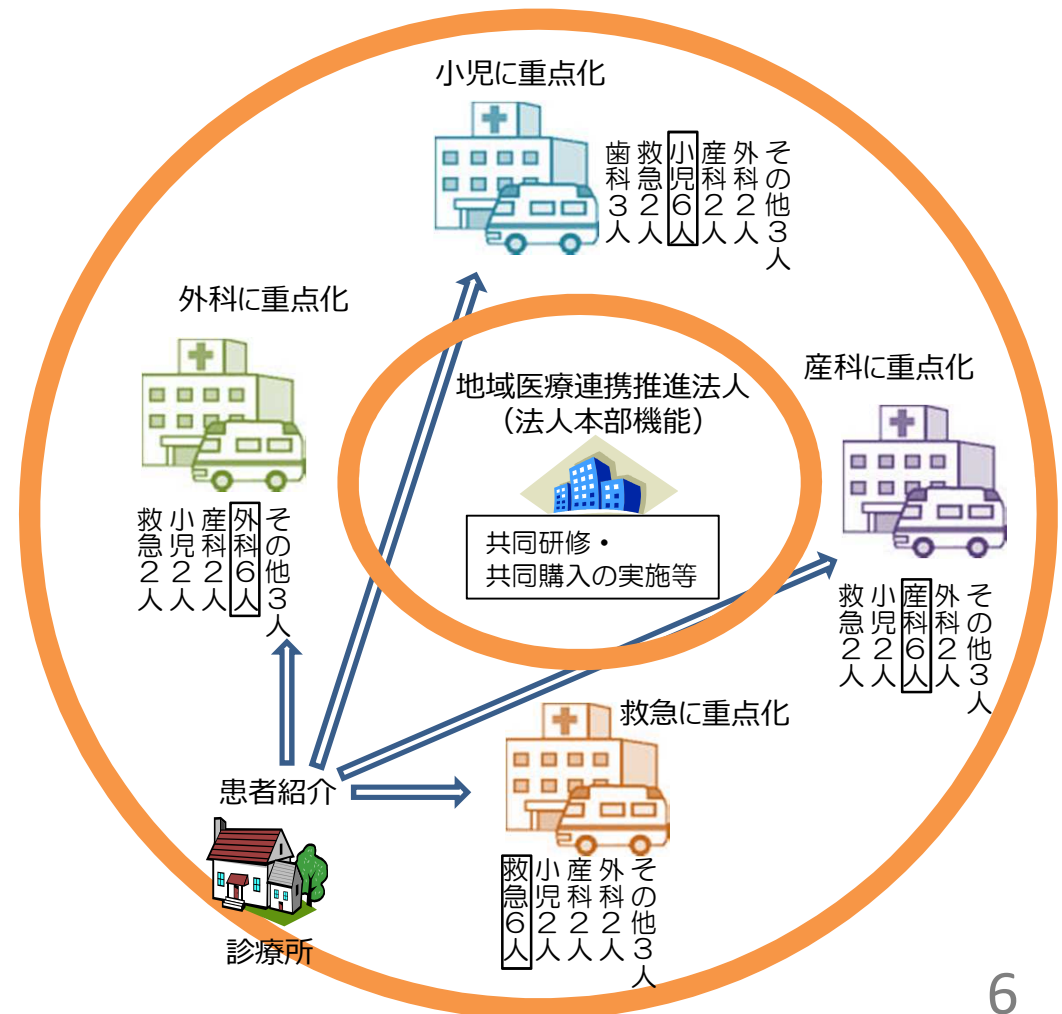 小児に重点化
歯科3人
救急2人
小児6人
産科2人
外科2人
その他3人
外科に重点化
救急2人
小児2人
産科2人
外科6人
その他3人
地域医療連携推進法人
（法人本部機能）
共同研修・
共同購入の実施等
産科に重点化
救急2人
小児2人
産科6人
外科2人
その他3人
救急に重点化
救急6人
小児2人
産科2人
外科2人
その他3人
患者紹介
診療所
6